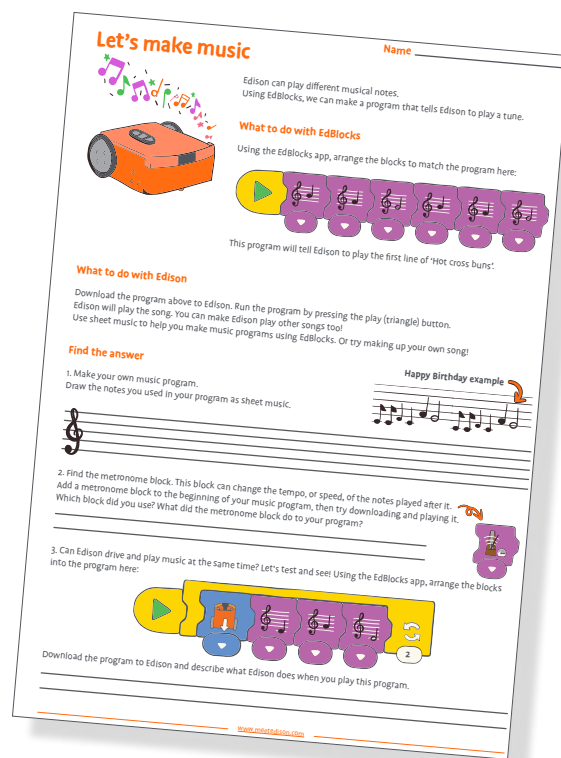 Let's make music
Name
Edison can play different musical notes.
Using EdBlocks, we can make a program that tells Edison to play a tune.
What to do with EdBlocks
Using the EdBlocks app, arrange the blocks to match the program here:
This program will tell Edison to play the first line of 'Hot cross buns'.
What to do with Edison
Download the program above to Edison. Run the program by pressing the play (triangle) button.
Edison will play the song. You can make Edison play other songs too!
Use sheet music to help you make music programs using EdBlocks. Or try making up your own song!
Find the answer
Happy Birthday example
1. Make your own music program.
Draw the notes you used in your program as sheet music.
2. Find the metronome block. This block can change the tempo, or speed, of the notes played after it.
Add a metronome block to the beginning of your music program, then try downloading and playing it.
Which block did you use? What did the metronome block do to your program?
3. Can Edison drive and play music at the same time? Let's test and see! Using the EdBlocks app, arrange the blocks
into the program here:
2
Download the program to Edison and describe what Edison does when you play this program.
www.meetedison.com